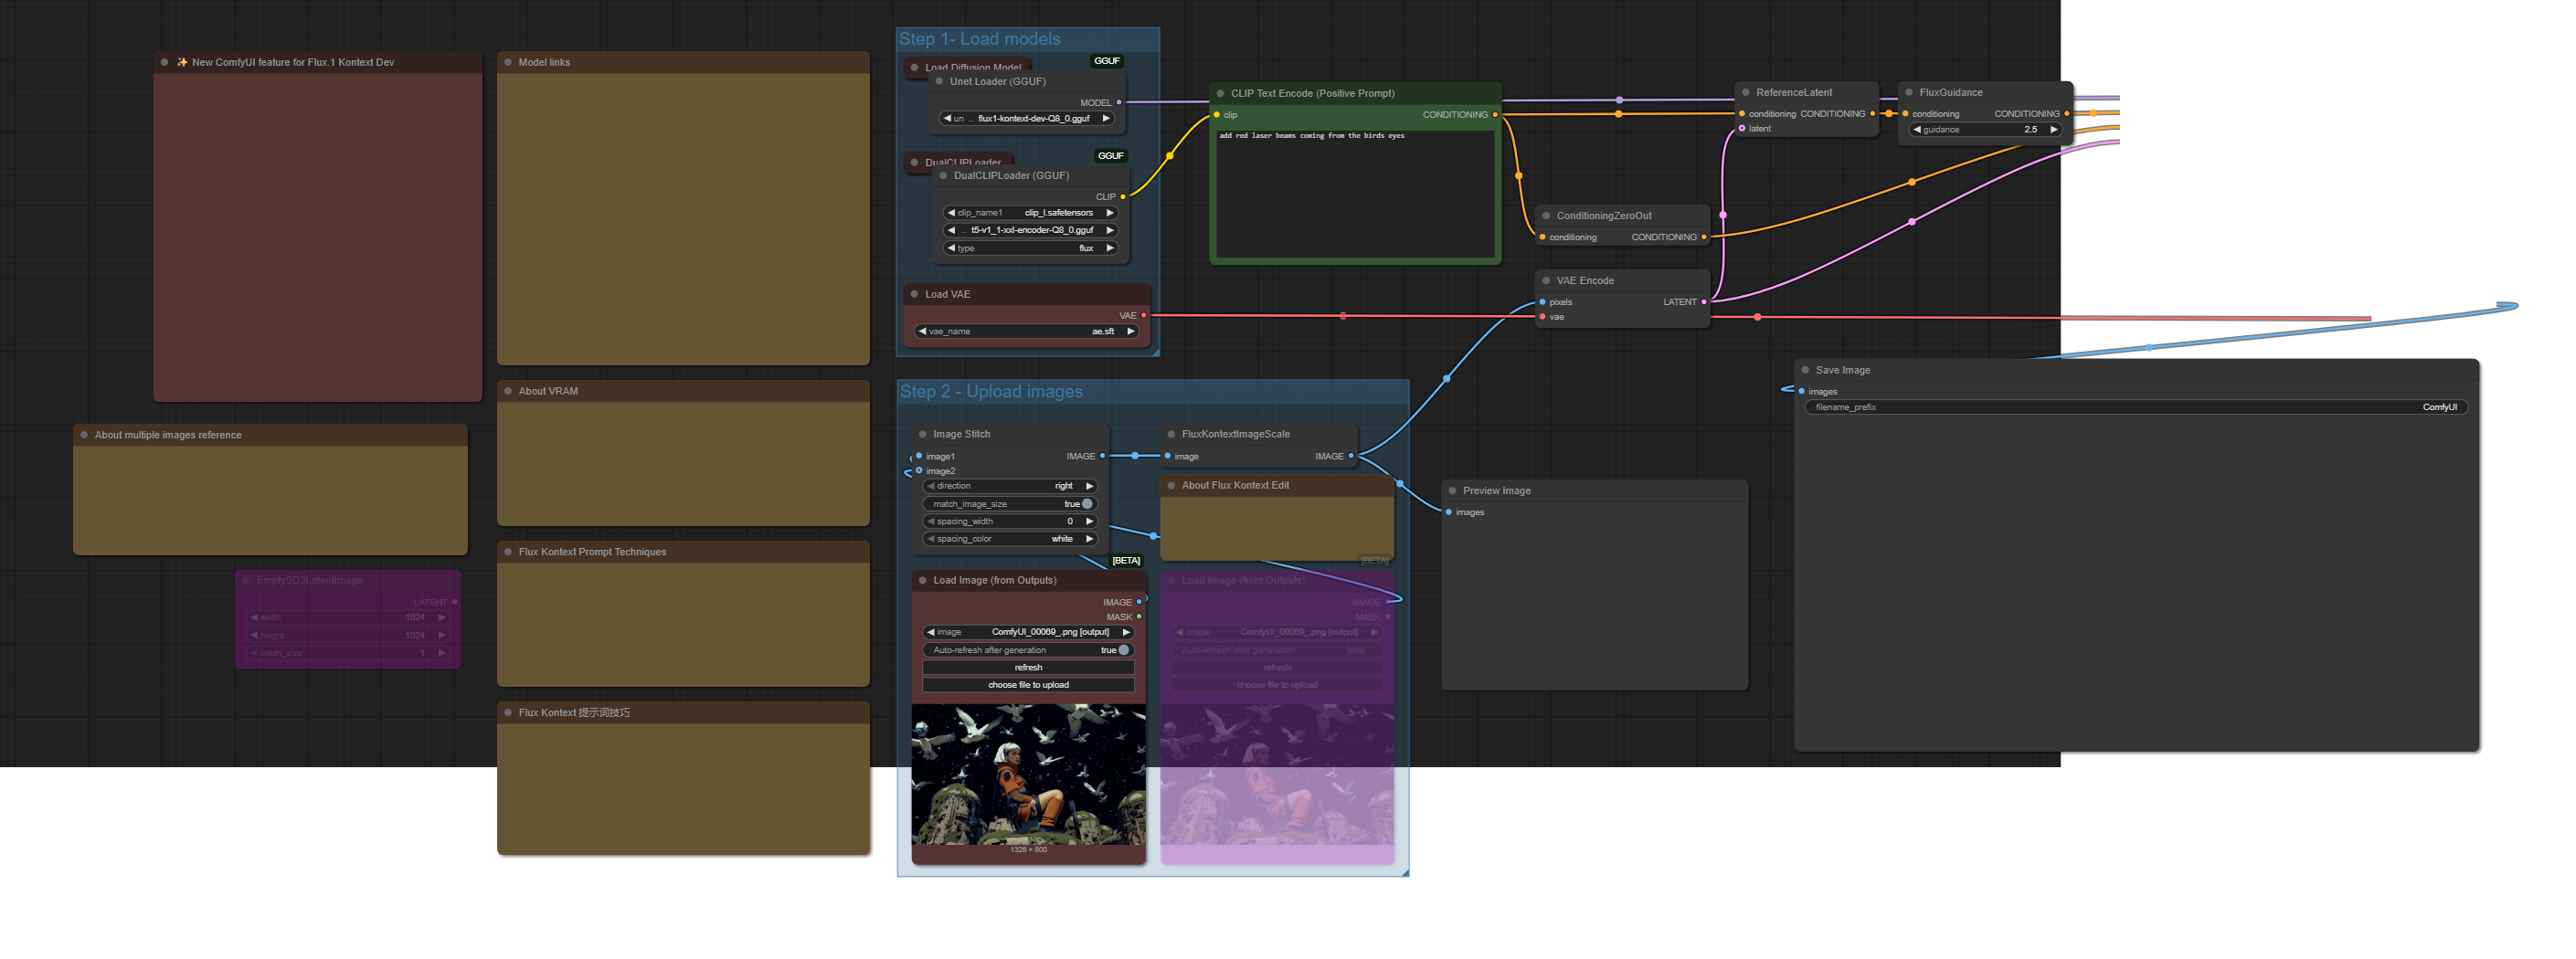 ✨ New ComfyUI feature for Flux.1 Kontext Dev
About multiple images reference
EmptySD3LatentImage
LATENT
width 1024
height 1024
batch_size 1
Model links
About VRAM
Flux Kontext Prompt Techniques
Flux Kontext 提示词技巧
Step 1- Load models
Load Diffusion Model
GGUF
Unet Loader (GGUF)
MODEL
un ... flux1-kontext-dev-Q8_0.gguf
DualCLIPLoader
GGUF
DualCLIPLoader (GGUF)
CLIP
clip_name1 clip_l.safetensors
... t5-v1_1-xxl-encoder-Q8_0.gguf
type flux
Load VAE
VAE
vae_name ae.sft
CLIP Text Encode (Positive Prompt)
clip CONDITIONING
add red laser beams coming from the birds eyes
ReferenceLatent
conditioning CONDITIONING
latent
FluxGuidance
conditioning CONDITIONING
guidance 2.5
ConditioningZeroOut
conditioning CONDITIONING
VAE Encode
pixels LATENT
vae
Step 2 - Upload images
Image Stitch
image1 IMAGE
image2
direction right
match_image_size true
spacing_width 0
spacing_color white
FluxKontextImageScale
image IMAGE
About Flux Kontext Edit
[BETA]
Load Image (from Outputs)
IMAGE
MASK
image ComfyUI_00069_.png [output]
Auto-refresh after generation true
refresh
choose file to upload
1328 × 800
[BETA]
Load Image (from Outputs)
IMAGE
MASK
image ComfyUI_00069_.png [output]
Auto-refresh after generation false
refresh
choose file to upload
Preview Image
images
Save Image
images
filename_prefix ComfyUI